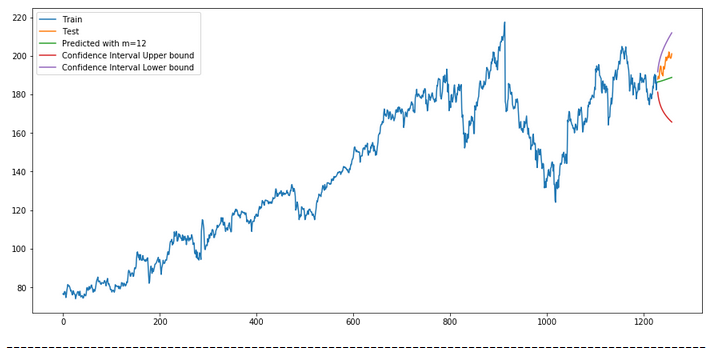 220
200
180
160
140
120
100
80
0 200 400 600 800 1000 1200
Train
Test
Predicted with m=12
Confidence Interval Upper bound
Confidence Interval Lower bound